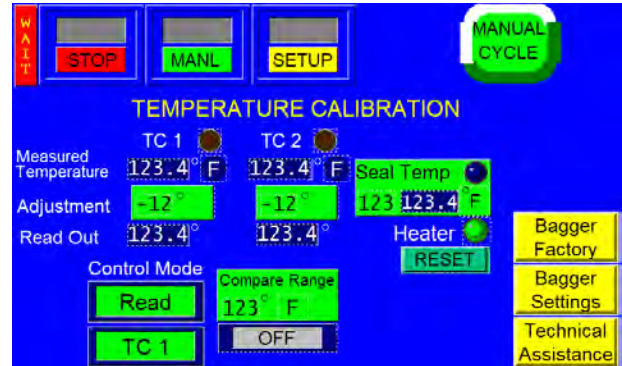 WAIT
STOP
MANL
SETUP
MANUAL
CYCLE
TEMPERATURE CALIBRATION
TC 1 TC 2
Measured
Temperature 123.4° F 123.4° F
Seal Temp
123 123.4° F
Adjustment -12° -12°
Read Out 123.4° 123.4°
Heater
RESET
Control Mode
Read
TC 1
Compare Range
123° F
OFF
Bagger
Factory
Bagger
Settings
Technical
Assistance